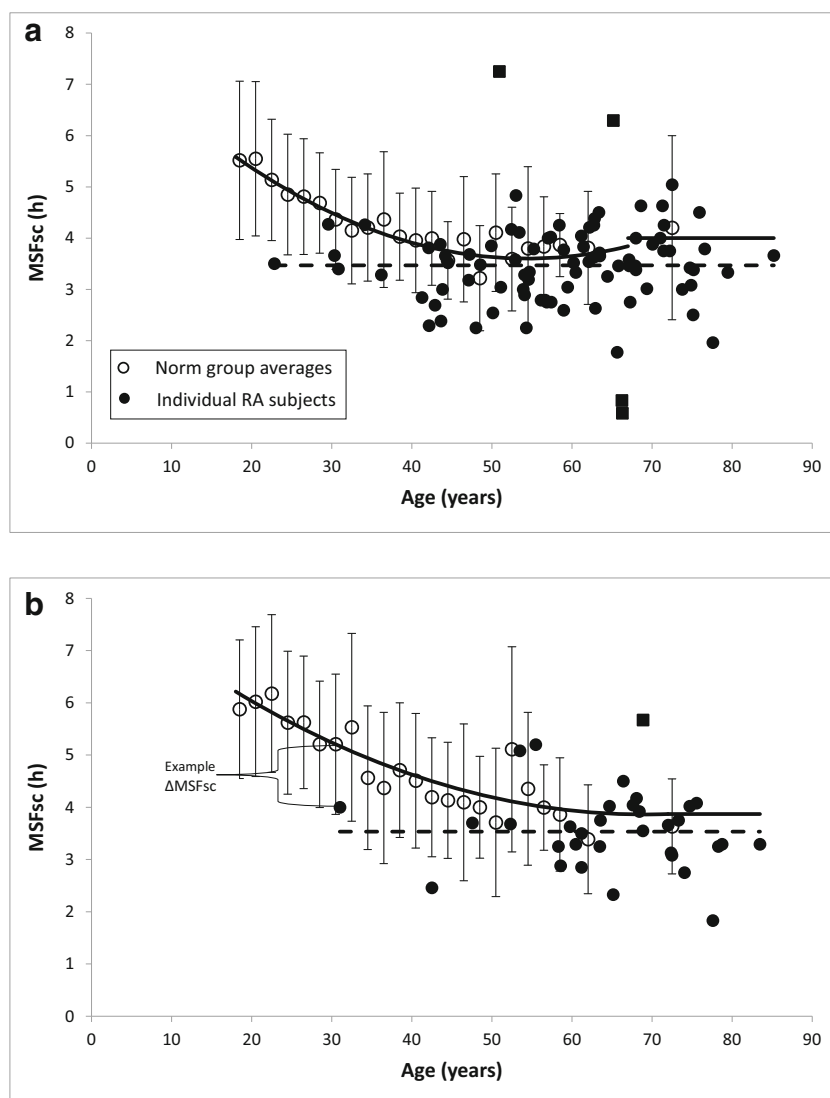 a
8
7
6
5
4
3
2
1
0
MSFsc (h)
Norm group averages
Individual RA subjects
0 10 20 30 40 50 60 70 80 90
Age (years)
b
8
7
6
5
4
3
2
1
0
MSFsc (h)
Example
ΔMSFsc
0 10 20 30 40 50 60 70 80 90
Age (years)